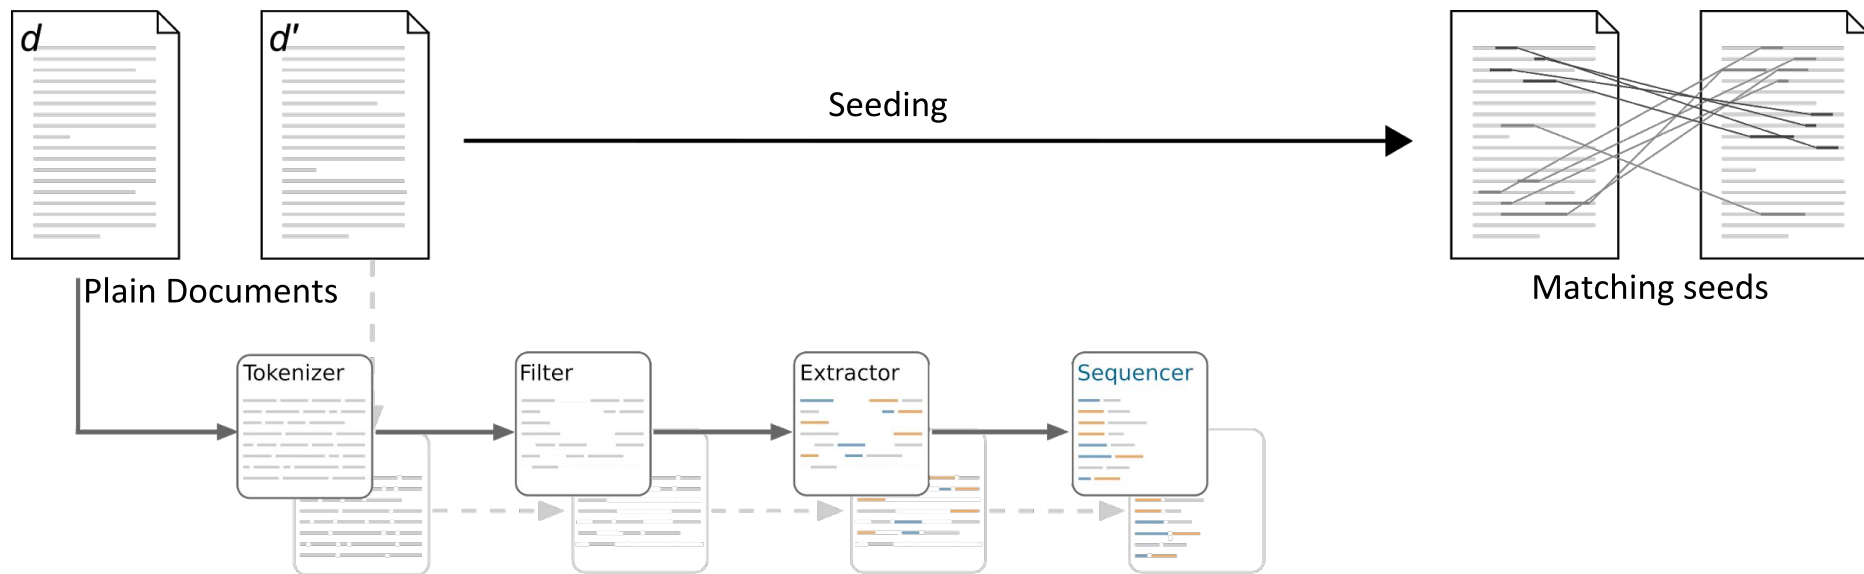 d
d'
Seeding
Plain Documents
Matching seeds
Tokenizer
Filter
Extractor
Sequencer